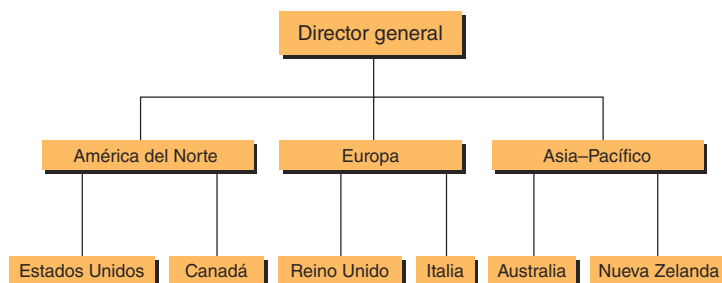 Director general
América del Norte
Europa
Asia–Pacífico
Estados Unidos
Canadá
Reino Unido
Italia
Australia
Nueva Zelanda